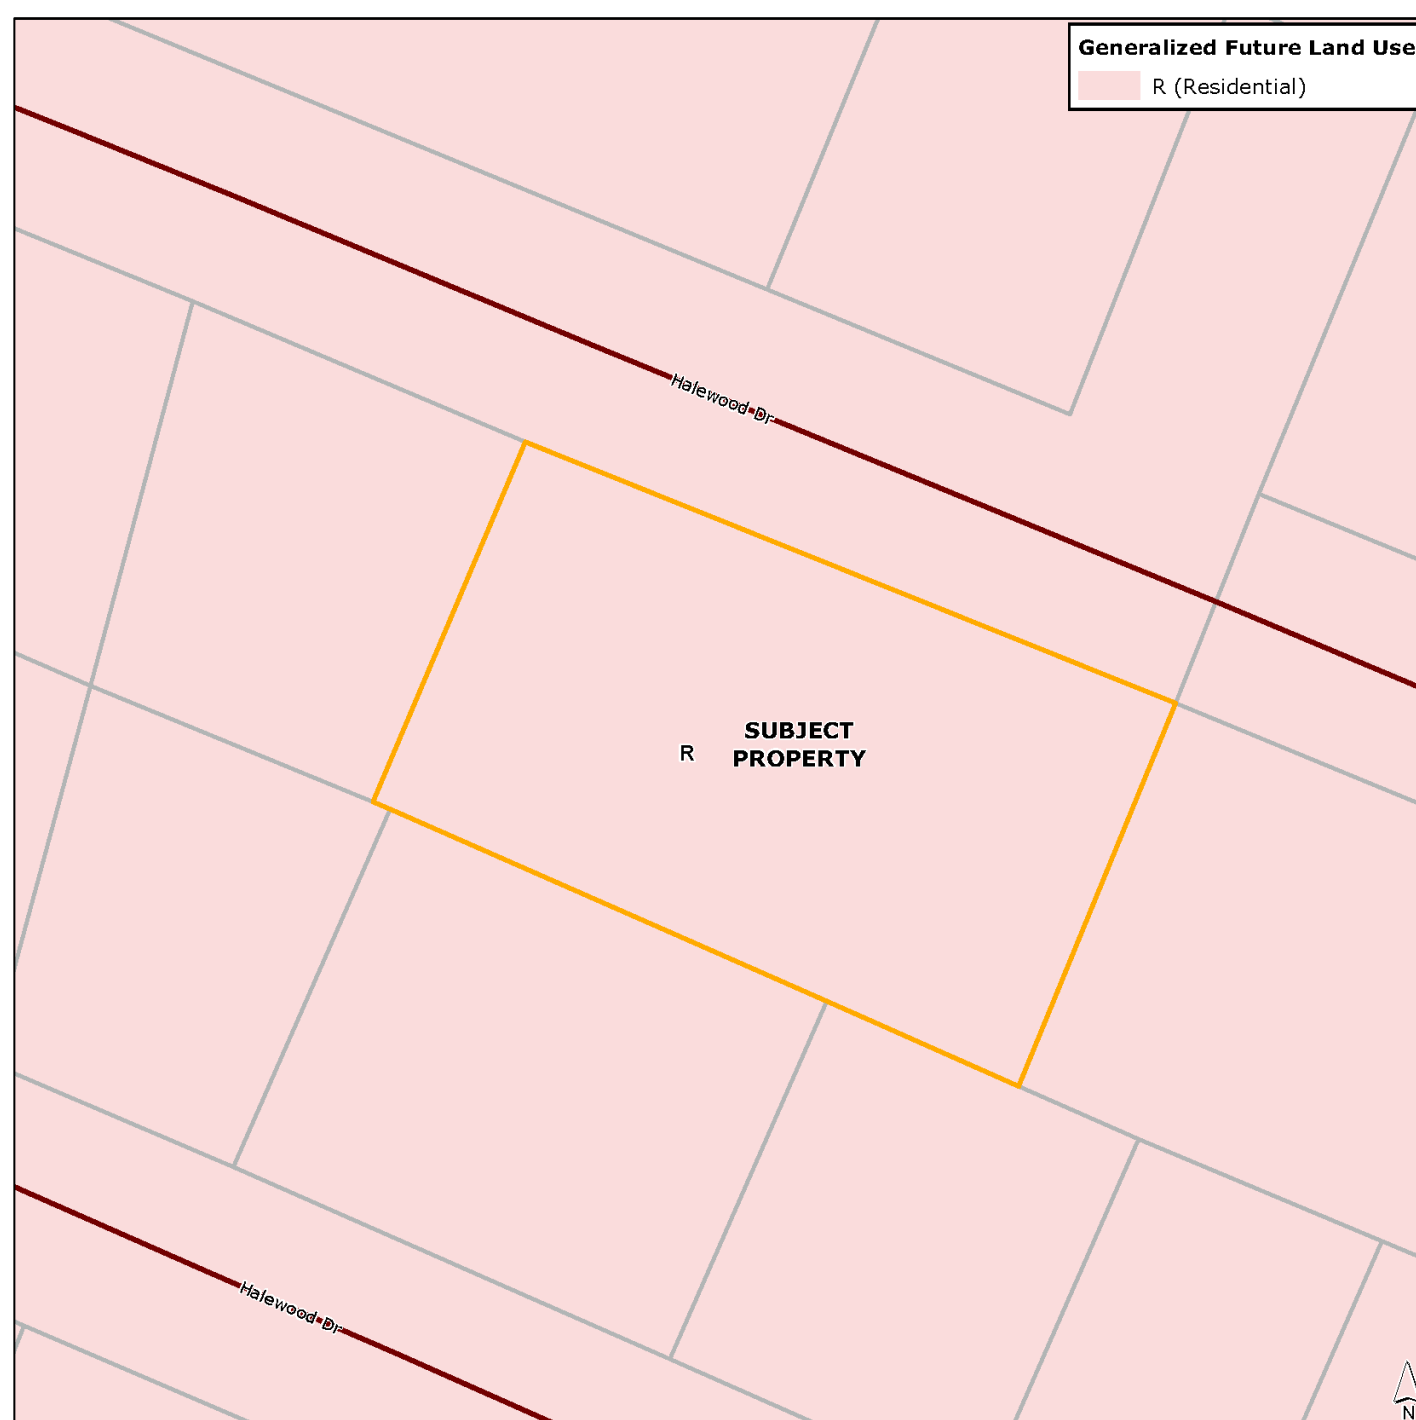 Generalized Future Land Use
R (Residential)
Halewood Dr
SUBJECT
R PROPERTY
Halewood Dr
N